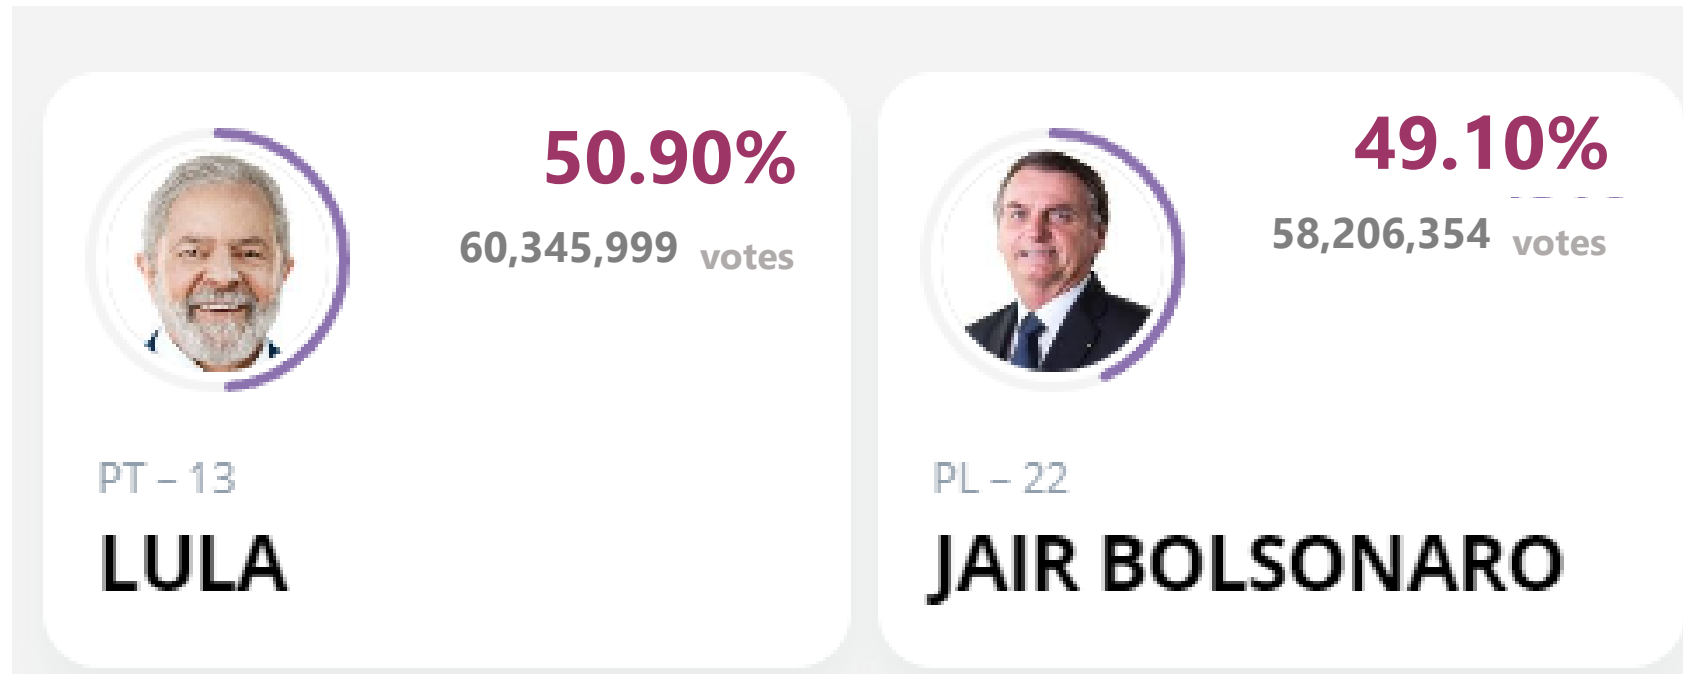 50.90%
60,345,999 votes
PT – 13
LULA
49.10%
58,206,354 votes
PL – 22
JAIR BOLSONARO